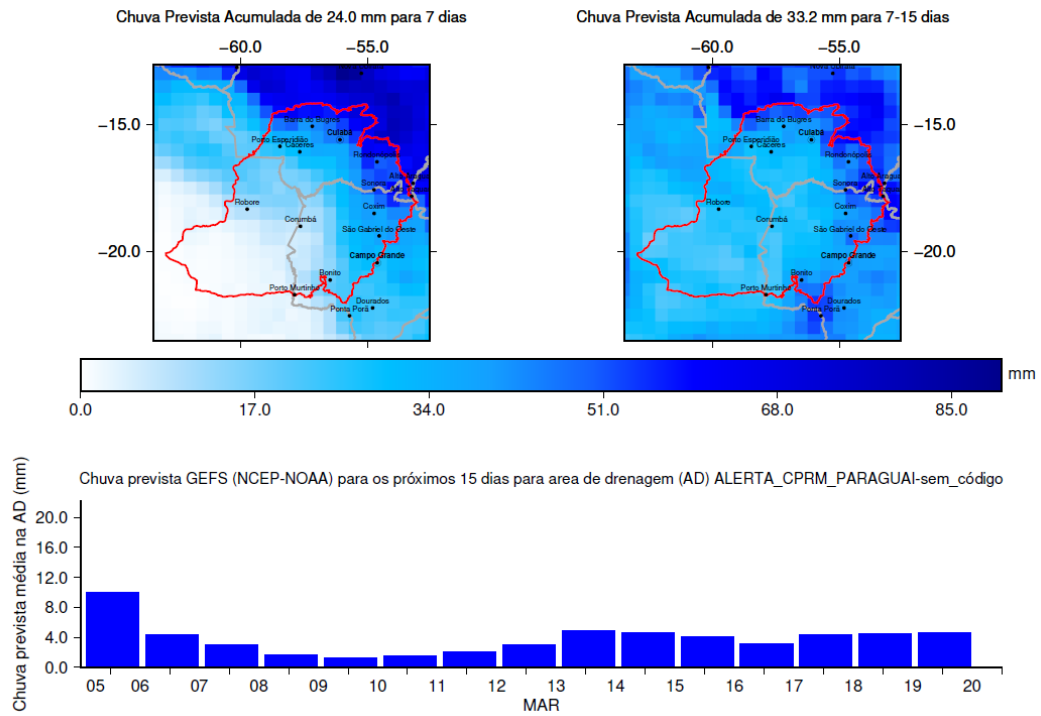 Chuva Prevista Acumulada de 24.0 mm para 7 dias
Chuva Prevista Acumulada de 33.2 mm para 7-15 dias
−60.0 −55.0
−60.0 −55.0
−15.0
−20.0
Barra do Bugres
Cuiabá
Porto Esperidião
Cáceres
Rondonópolis
Sonora
Robore
Coxim
Corumbá
São Gabriel do Oeste
Campo Grande
Bonito
Porto Murtinho
Dourados
Ponta Porã
−15.0
−20.0
Barra do Bugres
Cuiabá
Porto Esperidião
Cáceres
Rondonópolis
Sonora
Robore
Coxim
Corumbá
São Gabriel do Oeste
Campo Grande
Bonito
Porto Murtinho
Dourados
Ponta Porã
mm
0.0 17.0 34.0 51.0 68.0 85.0
Chuva prevista GEFS (NCEP-NOAA) para os próximos 15 dias para area de drenagem (AD) ALERTA_CPRM_PARAGUAI-sem_código
Chuva prevista média na AD (mm)
20.0
16.0
12.0
8.0
4.0
0.0
05 06 07 08 09 10 11 12 13 14 15 16 17 18 19 20
MAR